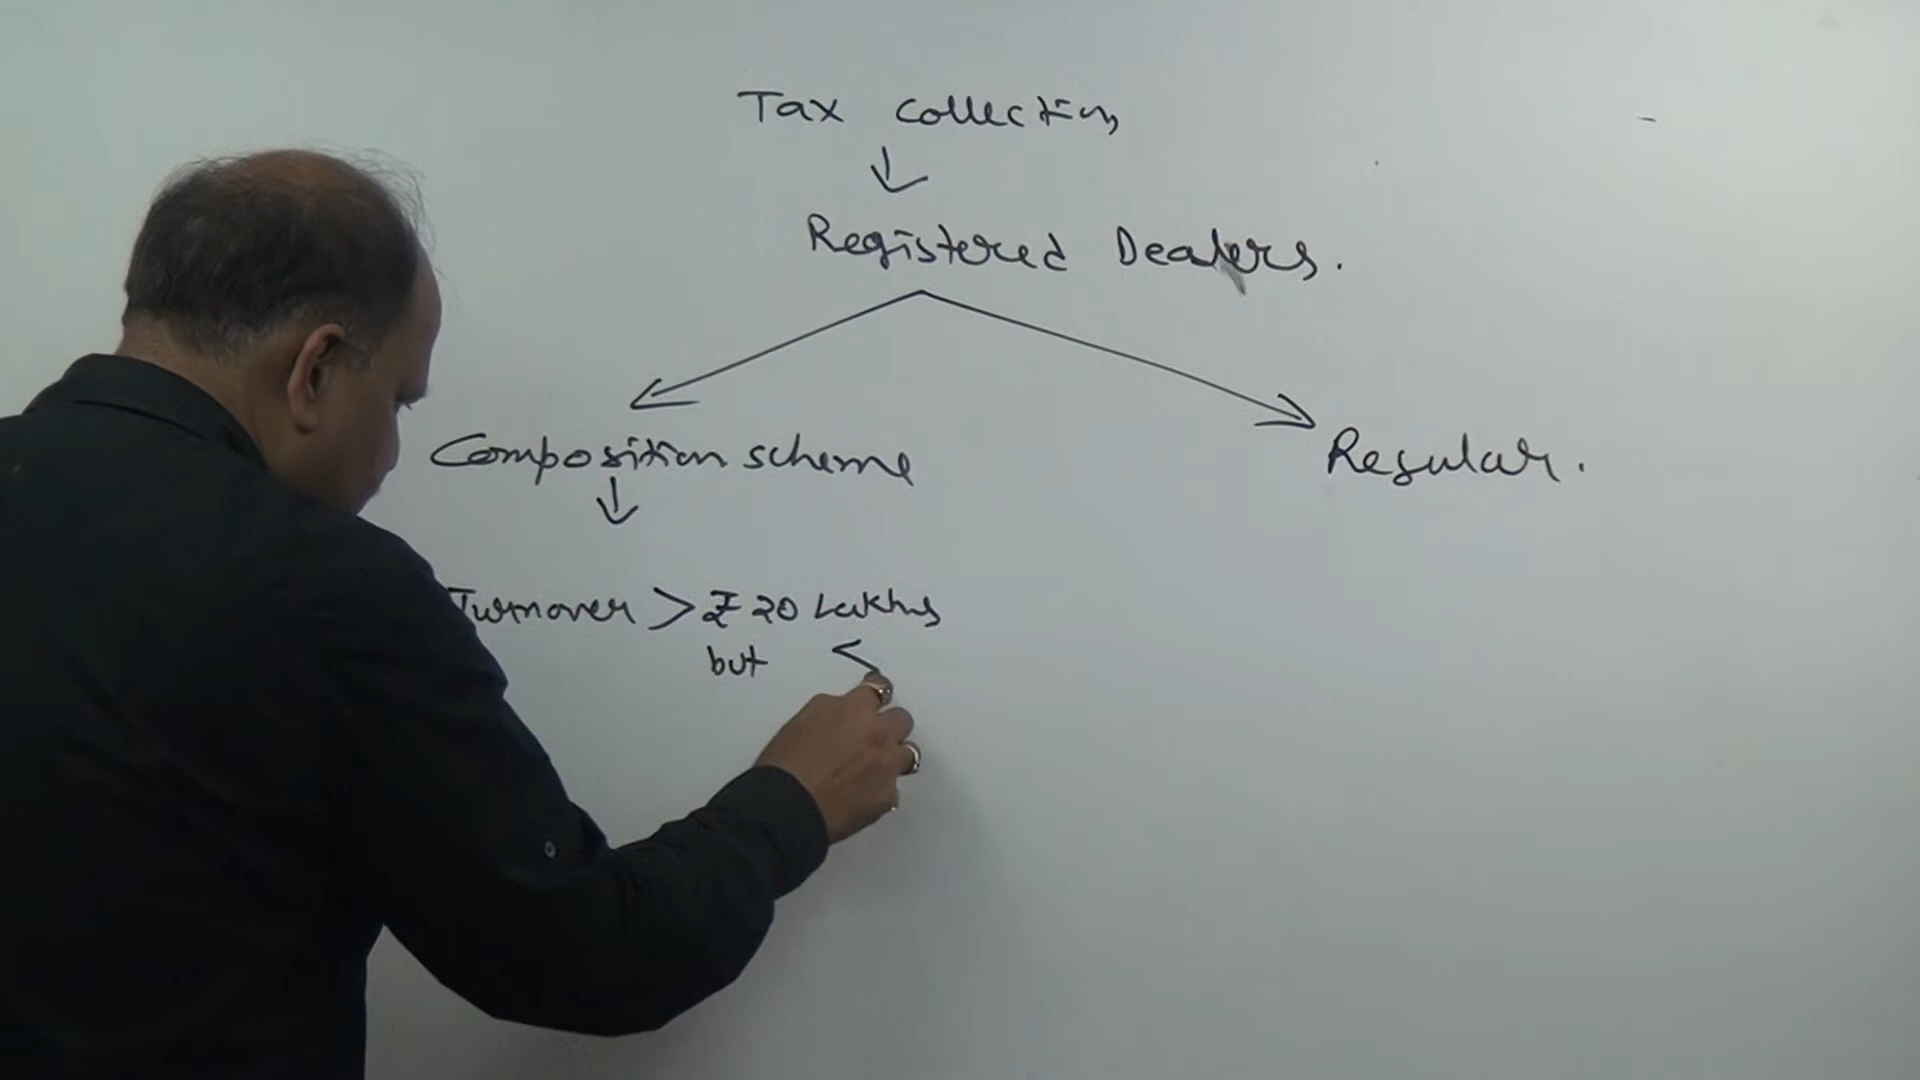 Tax collection
Registered Dealers.
Composition scheme
Regular.
Turnover > ₹ 20 Lakhs
but <